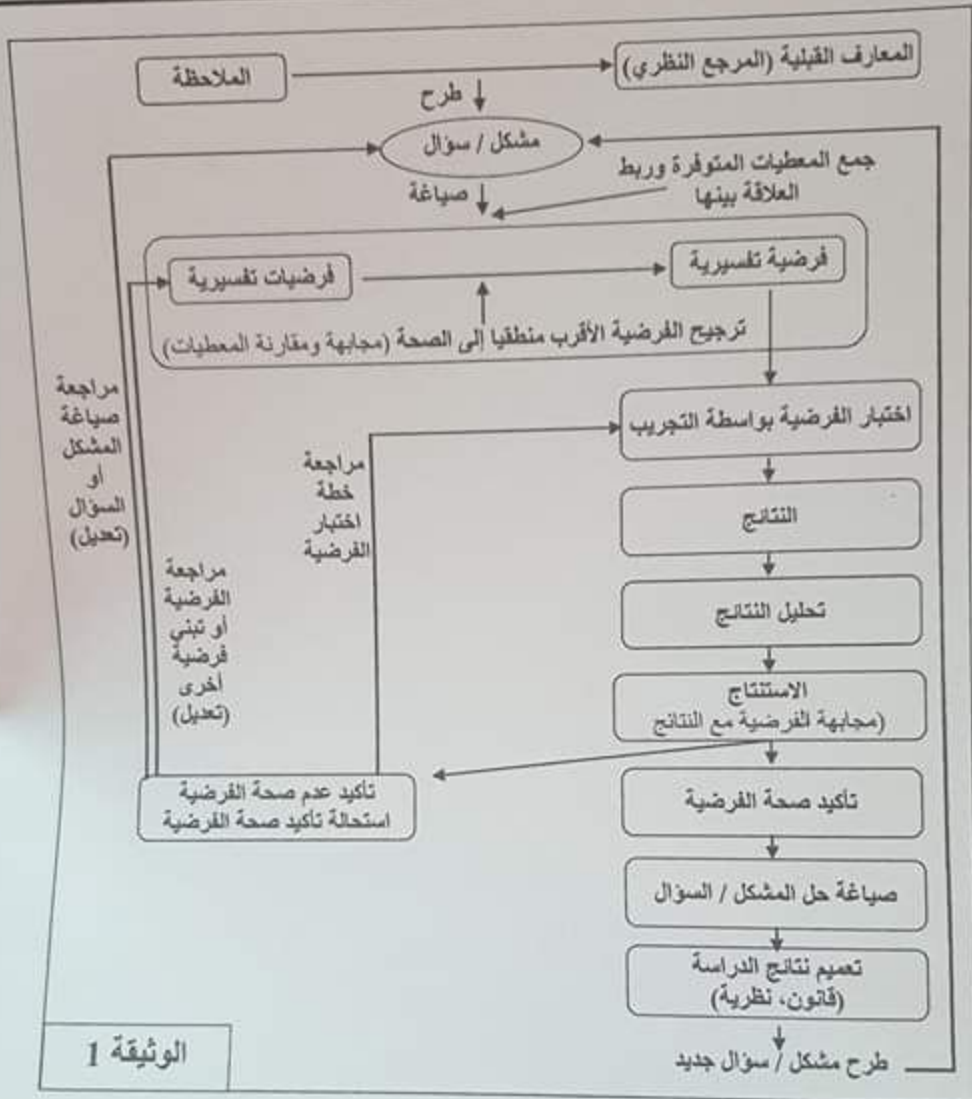 المعارف القبلية (المرجع النظري)
الملاحظة
طرح
مشكل / سؤال
جمع المعطيات المتوفرة وربط
العلاقة بينها
صياغة
فرضية تفسيرية
فرضيات تفسيرية
ترجيح الفرضية الأقرب منطقيا إلى الصحة (مجابهة ومقارنة المعطيات)
اختبار الفرضية بواسطة التجريب
النتائج
تحليل النتائج
الاستنتاج
(مجابهة الفرضية مع النتائج
تأكيد صحة الفرضية
صياغة حل المشكل / السؤال
تعميم نتائج الدراسة
(قانون، نظرية)
طرح مشكل / سؤال جديد
مراجعة
خطة
اختبار
الفرضية
مراجعة
الفرضية
أو تبني
فرضية
أخرى
(تعديل)
مراجعة
صياغة
المشكل
أو
السؤال
(تعديل)
تأكيد عدم صحة الفرضية
استحالة تأكيد صحة الفرضية
الوثيقة 1